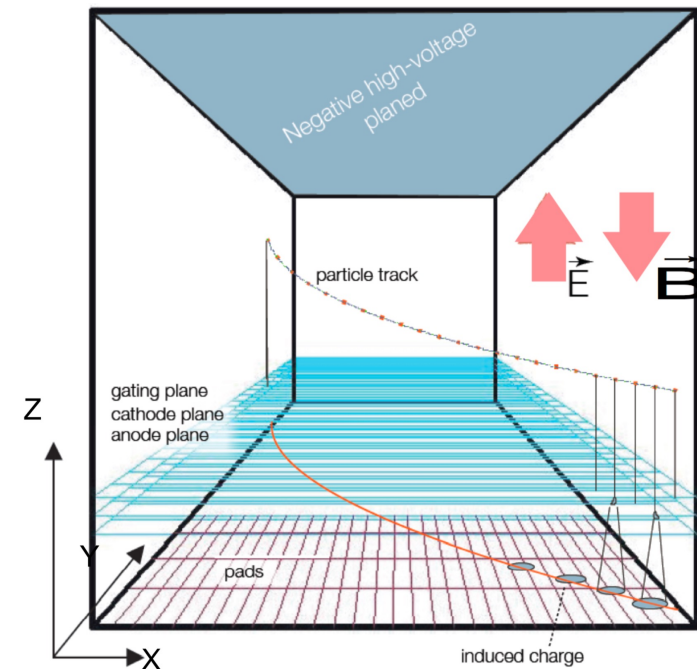 Negative high-voltage
planed
particle track
E
B
gating plane
cathode plane
anode plane
Z
Y
pads
X
induced charge